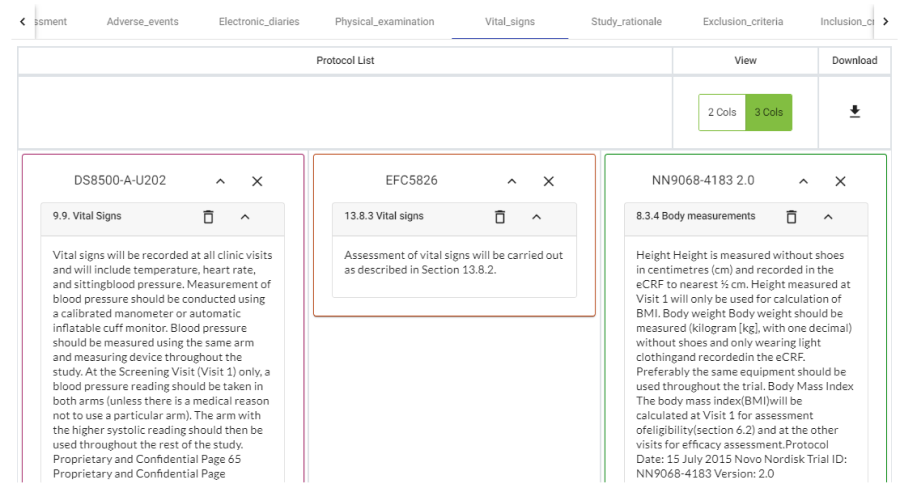 ssment
Adverse_events
Electronic_diaries
Physical_examination
Vital_signs
Study_rationale
Exclusion_criteria
Inclusion_c
Protocol List
View
Download
2 Cols
3 Cols
DS8500-A-U202
9.9. Vital Signs
Vital signs will be recorded at all clinic visits
and will include temperature, heart rate,
and sittingblood pressure. Measurement of
blood pressure should be conducted using
a calibrated manometer or automatic
inflatable cuff monitor. Blood pressure
should be measured using the same arm
and measuring device throughout the
study. At the Screening Visit (Visit 1) only, a
blood pressure reading should be taken in
both arms (unless there is a medical reason
not to use a particular arm). The arm with
the higher systolic reading should then be
used throughout the rest of the study.
Proprietary and Confidential Page 65
Proprietary and Confidential Page
EFC5826
13.8.3 Vital signs
Assessment of vital signs will be carried out
as described in Section 13.8.2.
NN9068-4183 2.0
8.3.4 Body measurements
Height Height is measured without shoes
in centimetres (cm) and recorded in the
eCRF to nearest ½ cm. Height measured at
Visit 1 will only be used for calculation of
BMI. Body weight Body weight should be
measured (kilogram [kg], with one decimal)
without shoes and only wearing light
clothingand recordedin the eCRF.
Preferably the same equipment should be
used throughout the trial. Body Mass Index
The body mass index(BMI)will be
calculated at Visit 1 for assessment
ofeligibility(section 6.2) and at the other
visits for efficacy assessment.Protocol
Date: 15 July 2015 Novo Nordisk Trial ID:
NN9068-4183 Version: 2.0